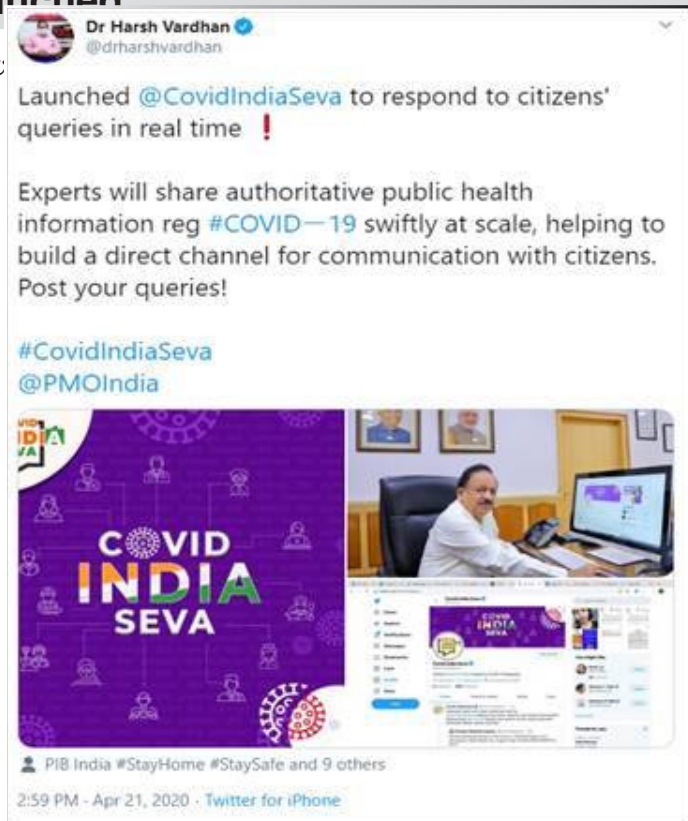 Dr Harsh Vardhan
@drharshvardhan
Launched @CovidIndiaSeva to respond to citizens'
queries in real time ❗
Experts will share authoritative public health
information reg #COVID—19 swiftly at scale, helping to
build a direct channel for communication with citizens.
Post your queries!
#CovidIndiaSeva
@PMOIndia
COVID
INDIA
SEVA
COVID
INDIA
SEVA
PIB India #StayHome #StaySafe and 9 others
2:59 PM - Apr 21, 2020 · Twitter for iPhone